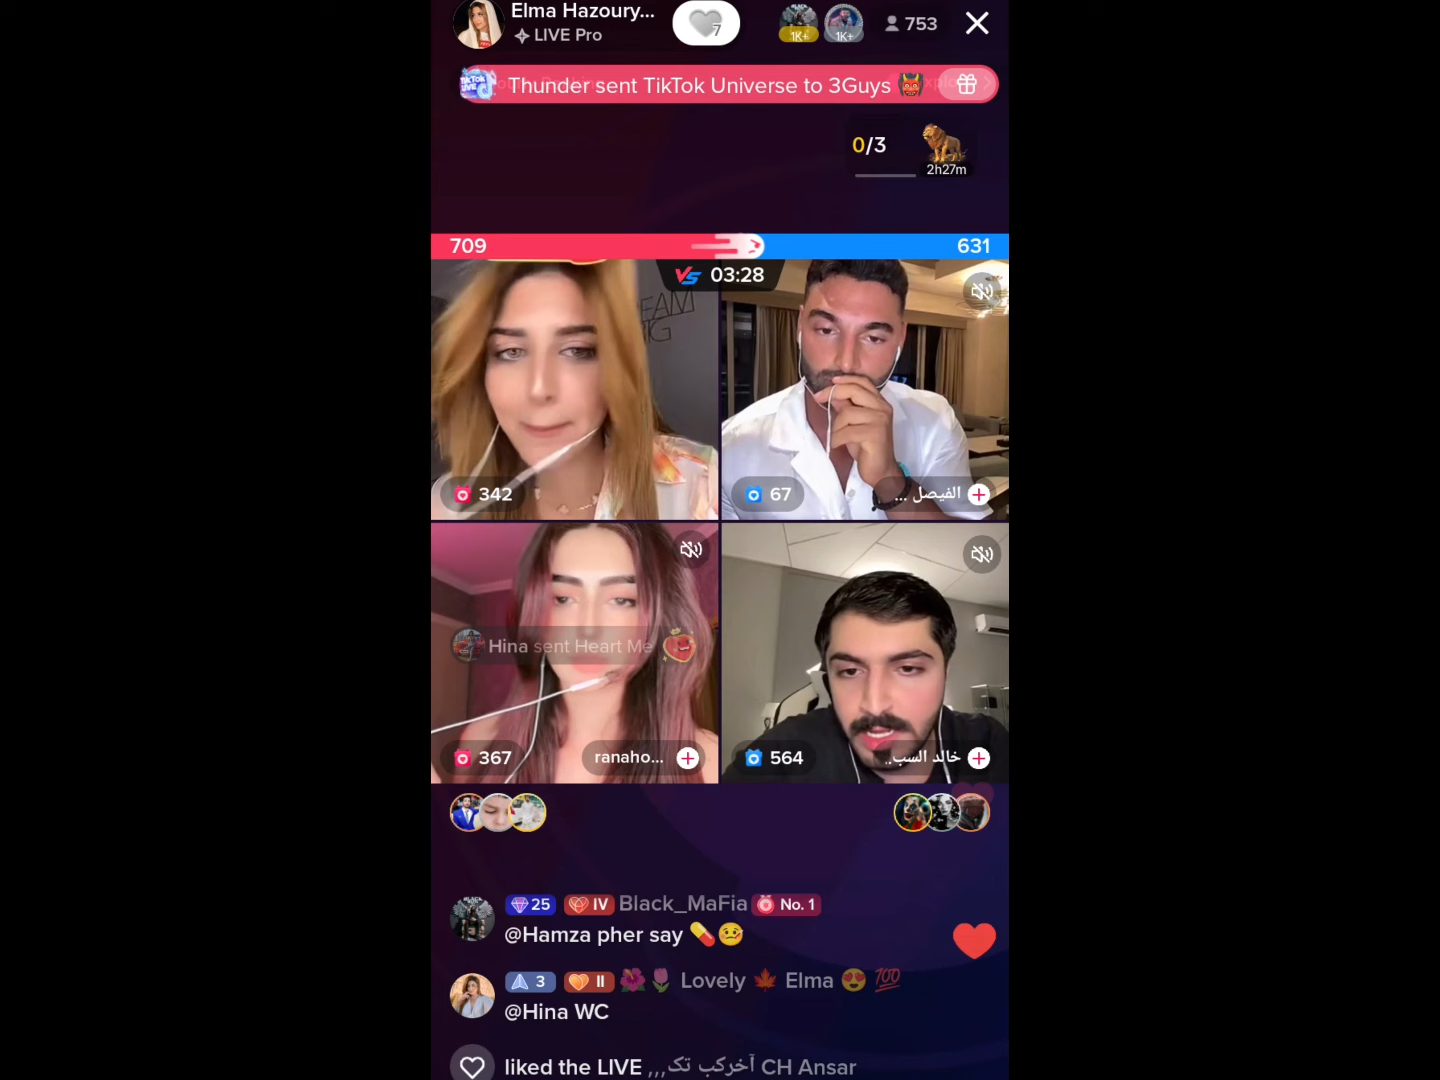 Elma Hazoury...
LIVE Pro
7
1K+
1K+
753
Thunder sent TikTok Universe to 3Guys 👹
0/3
2h27m
709
631
VS 03:28
342
67
الفيصل ...
Hina sent Heart Me
367
ranaho...
564
خالد السب..
25 IV Black_MaFia No. 1
@Hamza pher say 💊🤒
3 II 🌺🌷 Lovely 🍁 Elma 😍 💯
@Hina WC
liked the LIVE ,,,آخرکب تک CH Ansar